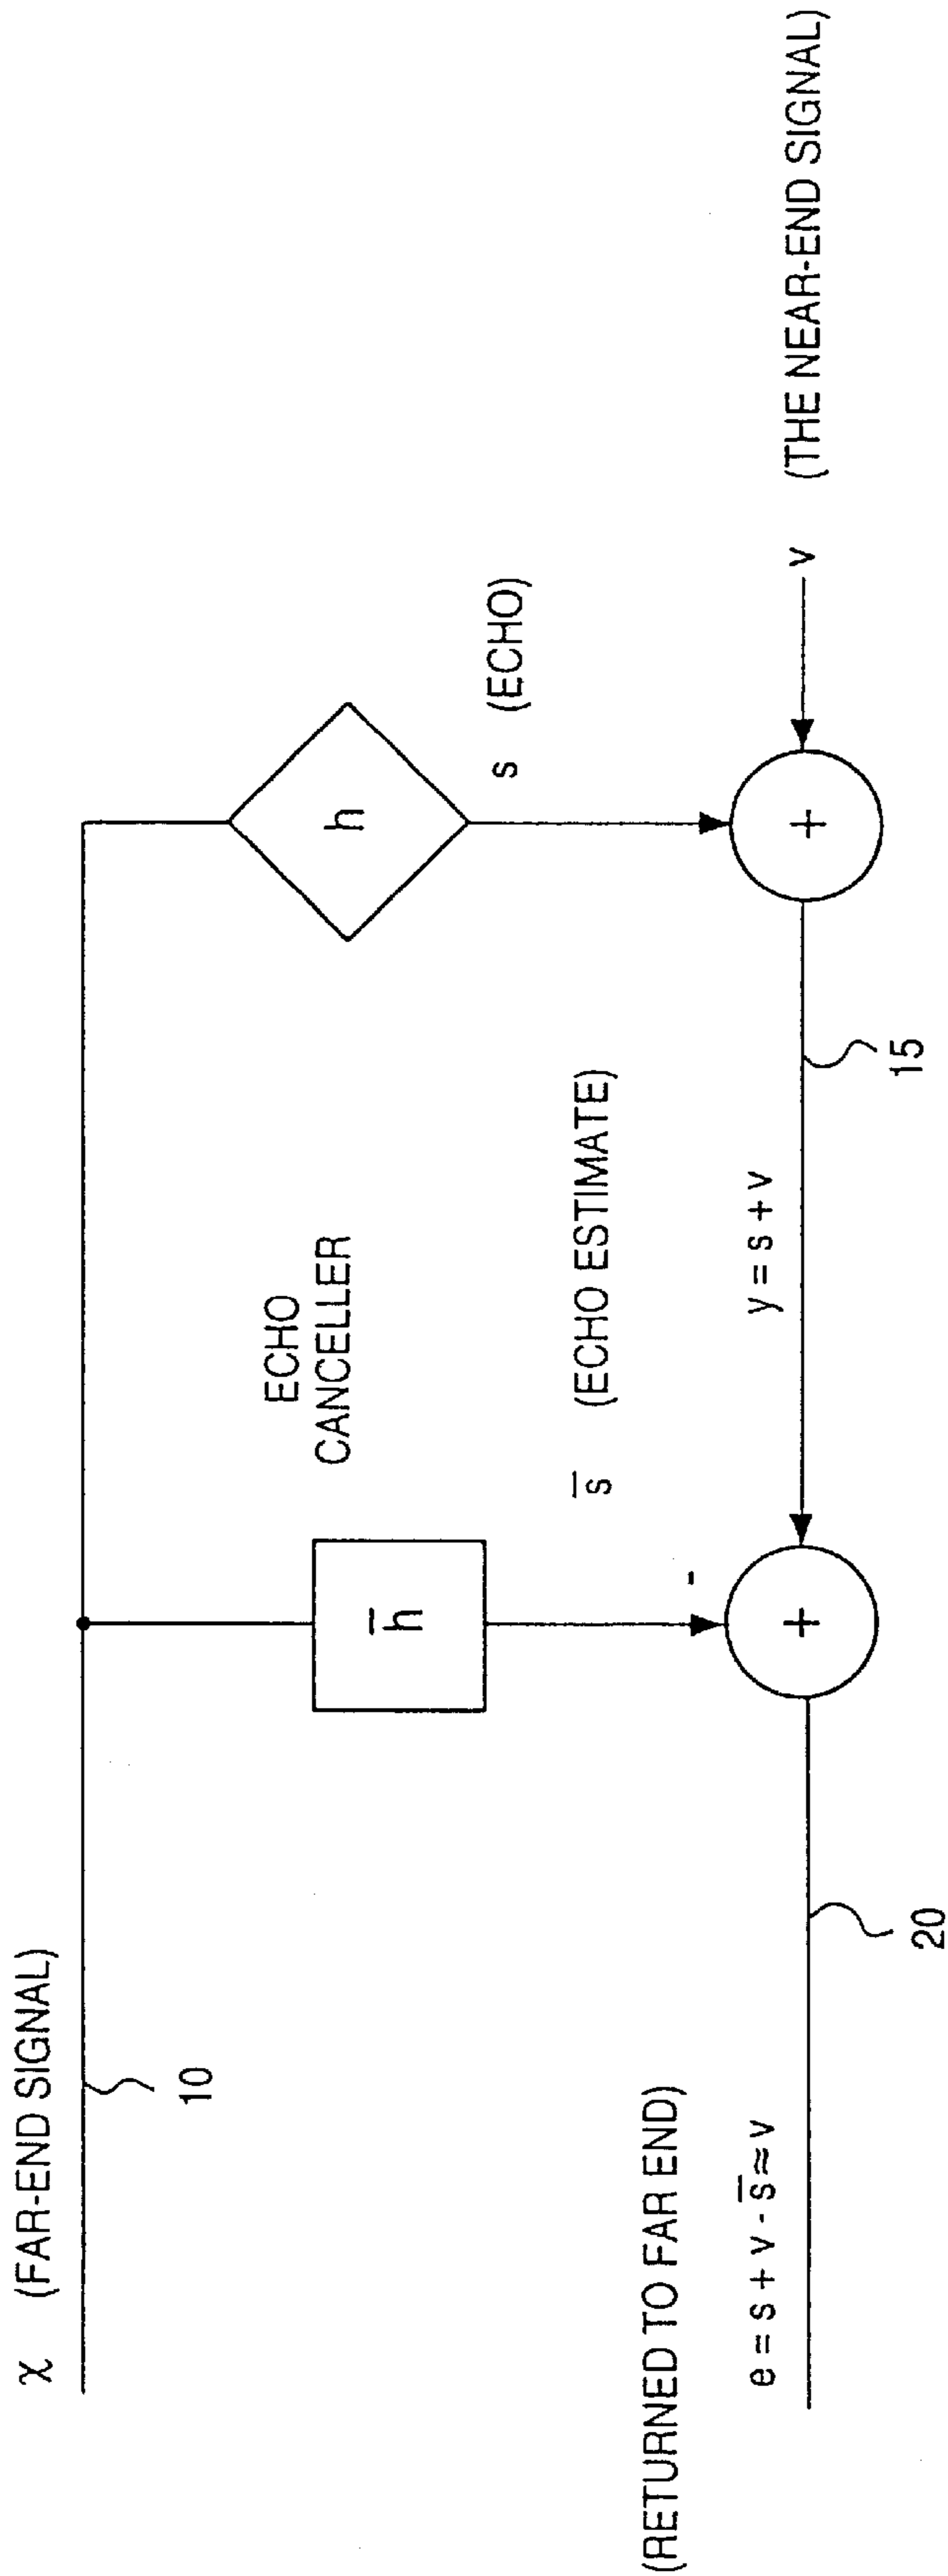 χ (FAR-END SIGNAL)
10
ECHO
CANCELLER
h̅
h
s̅ (ECHO ESTIMATE)
s (ECHO)
-
(RETURNED TO FAR END)
e = s + v - s̅ ≈ v
20
+
y = s + v
15
+
v (THE NEAR-END SIGNAL)